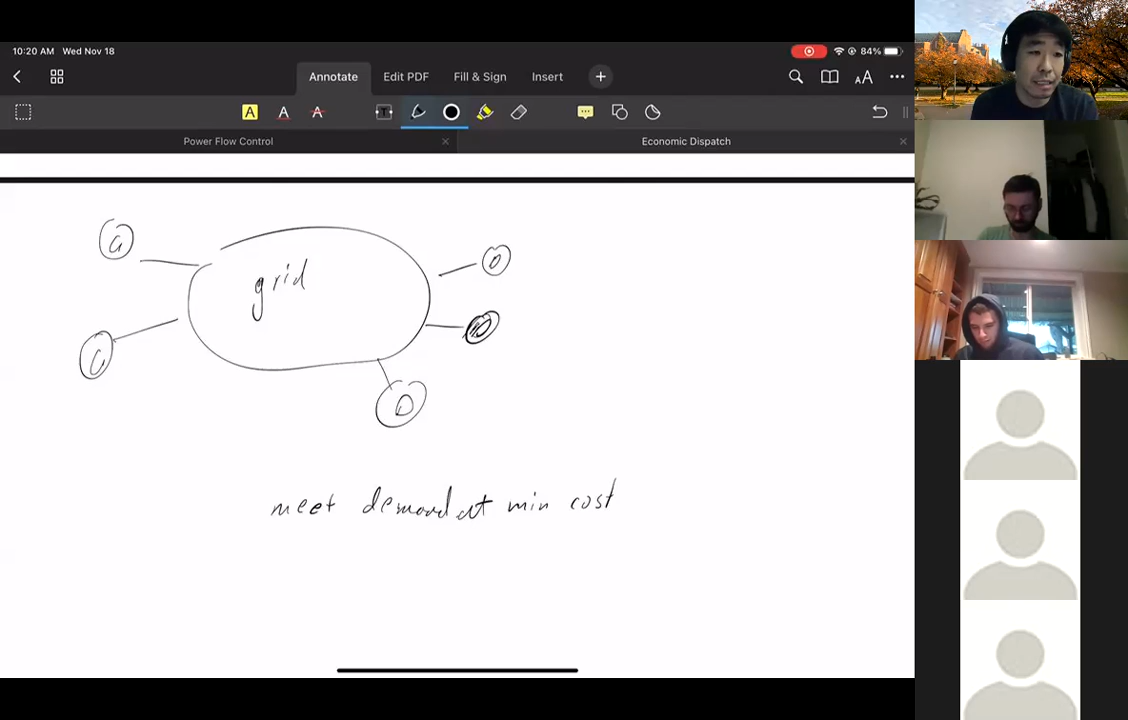 10:20 AM Wed Nov 18
84%
Annotate Edit PDF Fill & Sign Insert +
AA
A A A T
Power Flow Control × Economic Dispatch ×
G
D
grid
D
G
D
meet demand at min cost